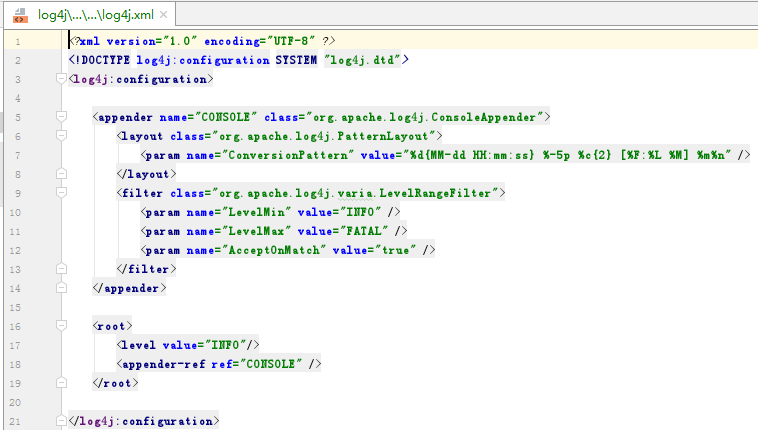 log4j\...\...\log4j.xml
1 <?xml version="1.0" encoding="UTF-8" ?>
2 <!DOCTYPE log4j:configuration SYSTEM "log4j.dtd">
3 <log4j:configuration>
4
5 <appender name="CONSOLE" class="org.apache.log4j.ConsoleAppender">
6 <layout class="org.apache.log4j.PatternLayout">
7 <param name="ConversionPattern" value="%d{MM-dd HH:mm:ss} %-5p %c{2} [%F:%L %M] %m%n" />
8 </layout>
9 <filter class="org.apache.log4j.varia.LevelRangeFilter">
10 <param name="LevelMin" value="INFO" />
11 <param name="LevelMax" value="FATAL" />
12 <param name="AcceptOnMatch" value="true" />
13 </filter>
14 </appender>
15
16 <root>
17 <level value="INFO"/>
18 <appender-ref ref="CONSOLE" />
19 </root>
20
21 </log4j:configuration>